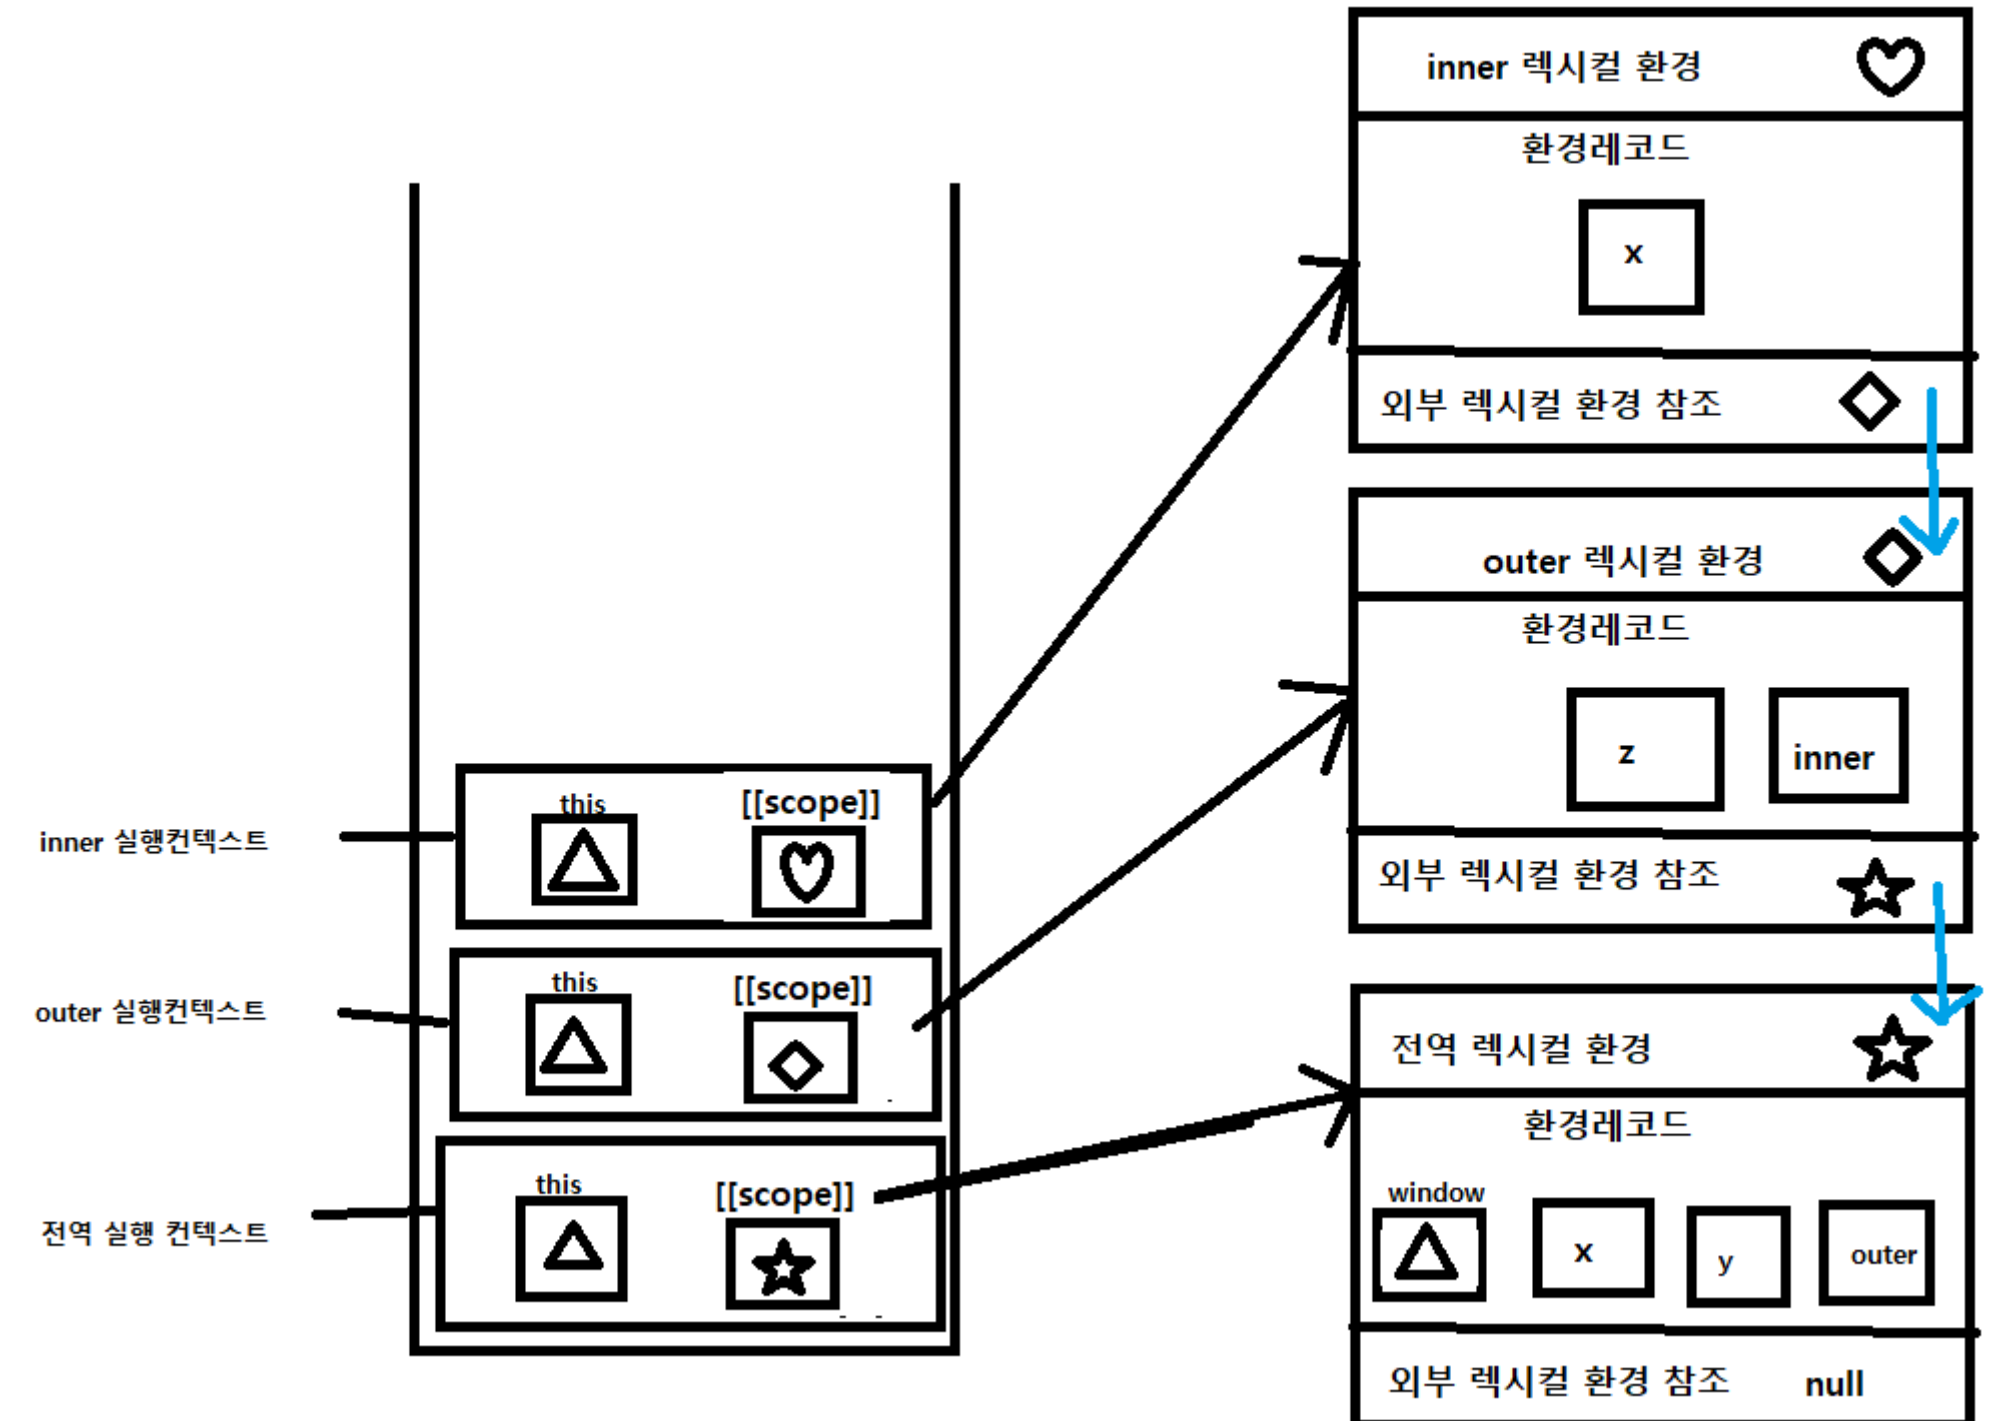 inner 렉시컬 환경
환경레코드
x
외부 렉시컬 환경 참조
outer 렉시컬 환경
환경레코드
z inner
외부 렉시컬 환경 참조
전역 렉시컬 환경
환경레코드
window
x y outer
외부 렉시컬 환경 참조 null
this [[scope]]
inner 실행컨텍스트
this [[scope]]
outer 실행컨텍스트
this [[scope]]
전역 실행 컨텍스트